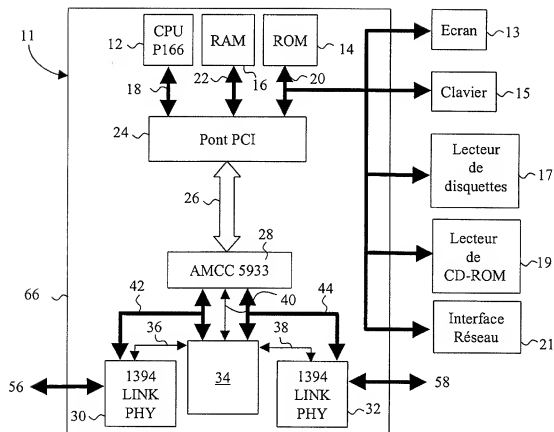 11
CPU
P166
12
RAM
ROM
14
Ecran
13
18
22
16
20
Clavier
15
24
Pont PCI
Lecteur
de
disquettes
17
26
28
AMCC 5933
Lecteur
de
CD-ROM
19
66
42
40
44
36
38
Interface
Réseau
21
56
1394
LINK
PHY
30
34
1394
LINK
PHY
32
58